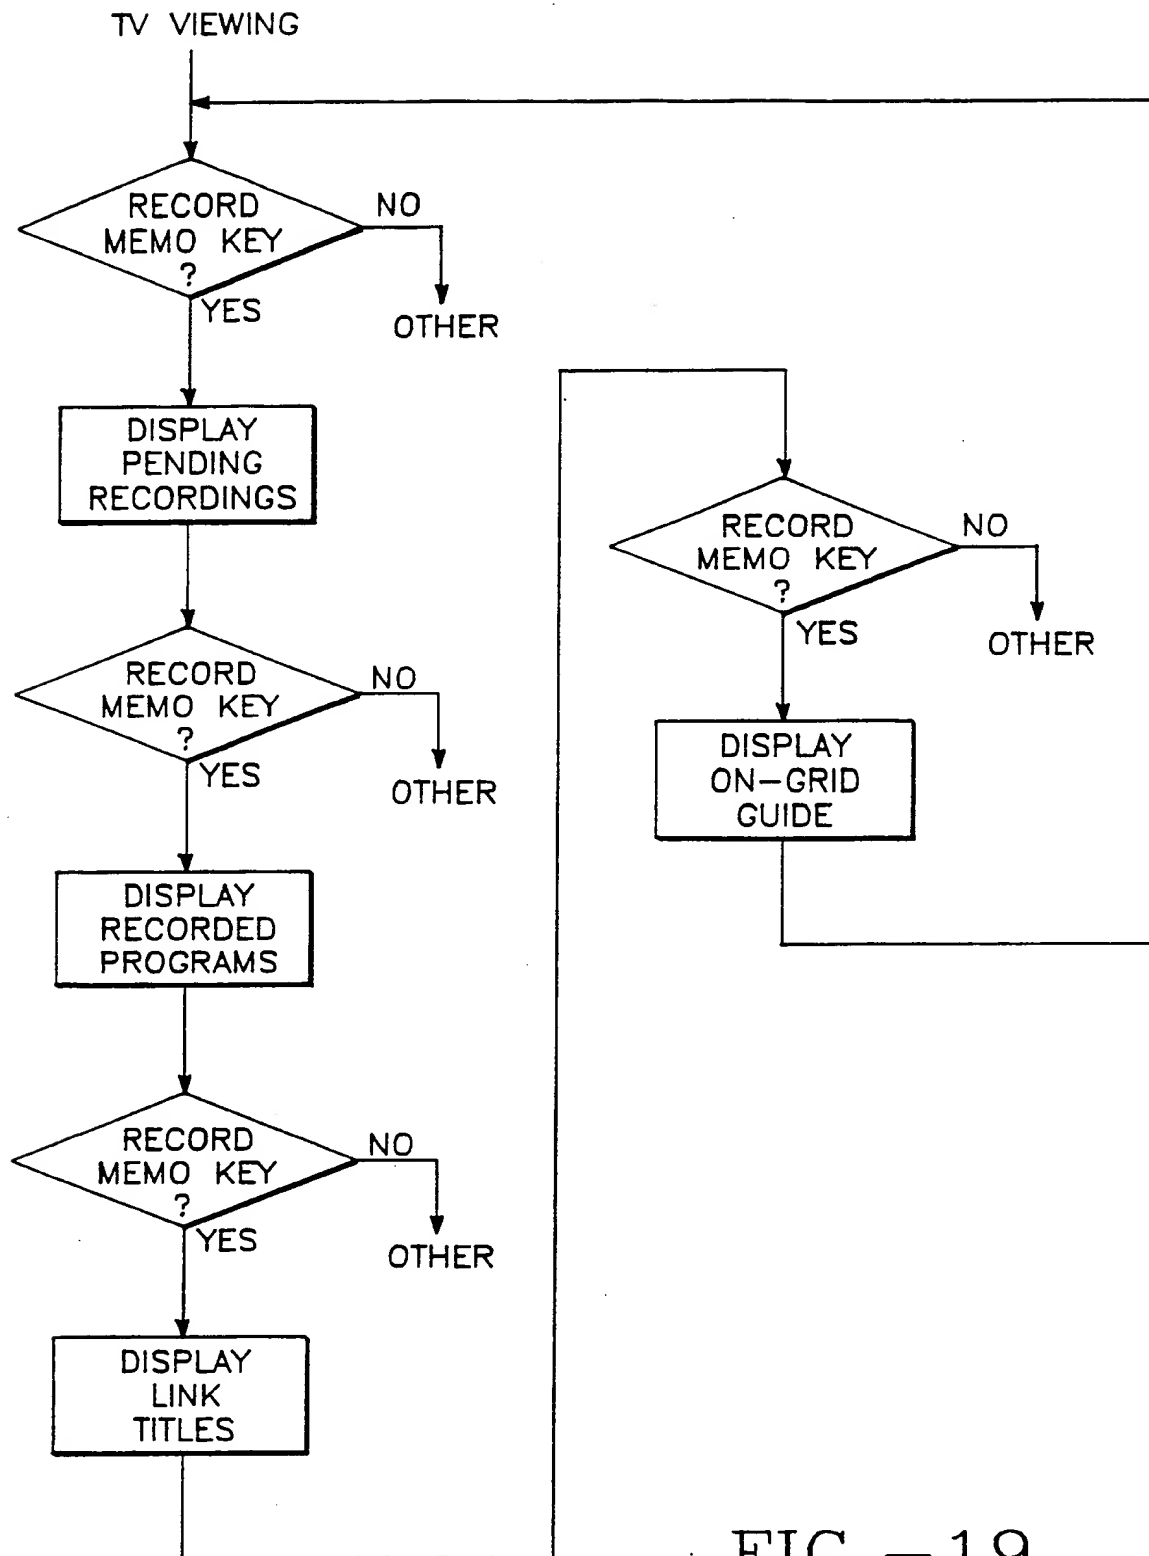 TV VIEWING
RECORD
MEMO KEY
?
NO
YES
OTHER
DISPLAY
PENDING
RECORDINGS
RECORD
MEMO KEY
?
NO
YES
OTHER
DISPLAY
RECORDED
PROGRAMS
RECORD
MEMO KEY
?
NO
YES
OTHER
DISPLAY
LINK
TITLES
RECORD
MEMO KEY
?
NO
YES
OTHER
DISPLAY
ON-GRID
GUIDE
FIG.-19